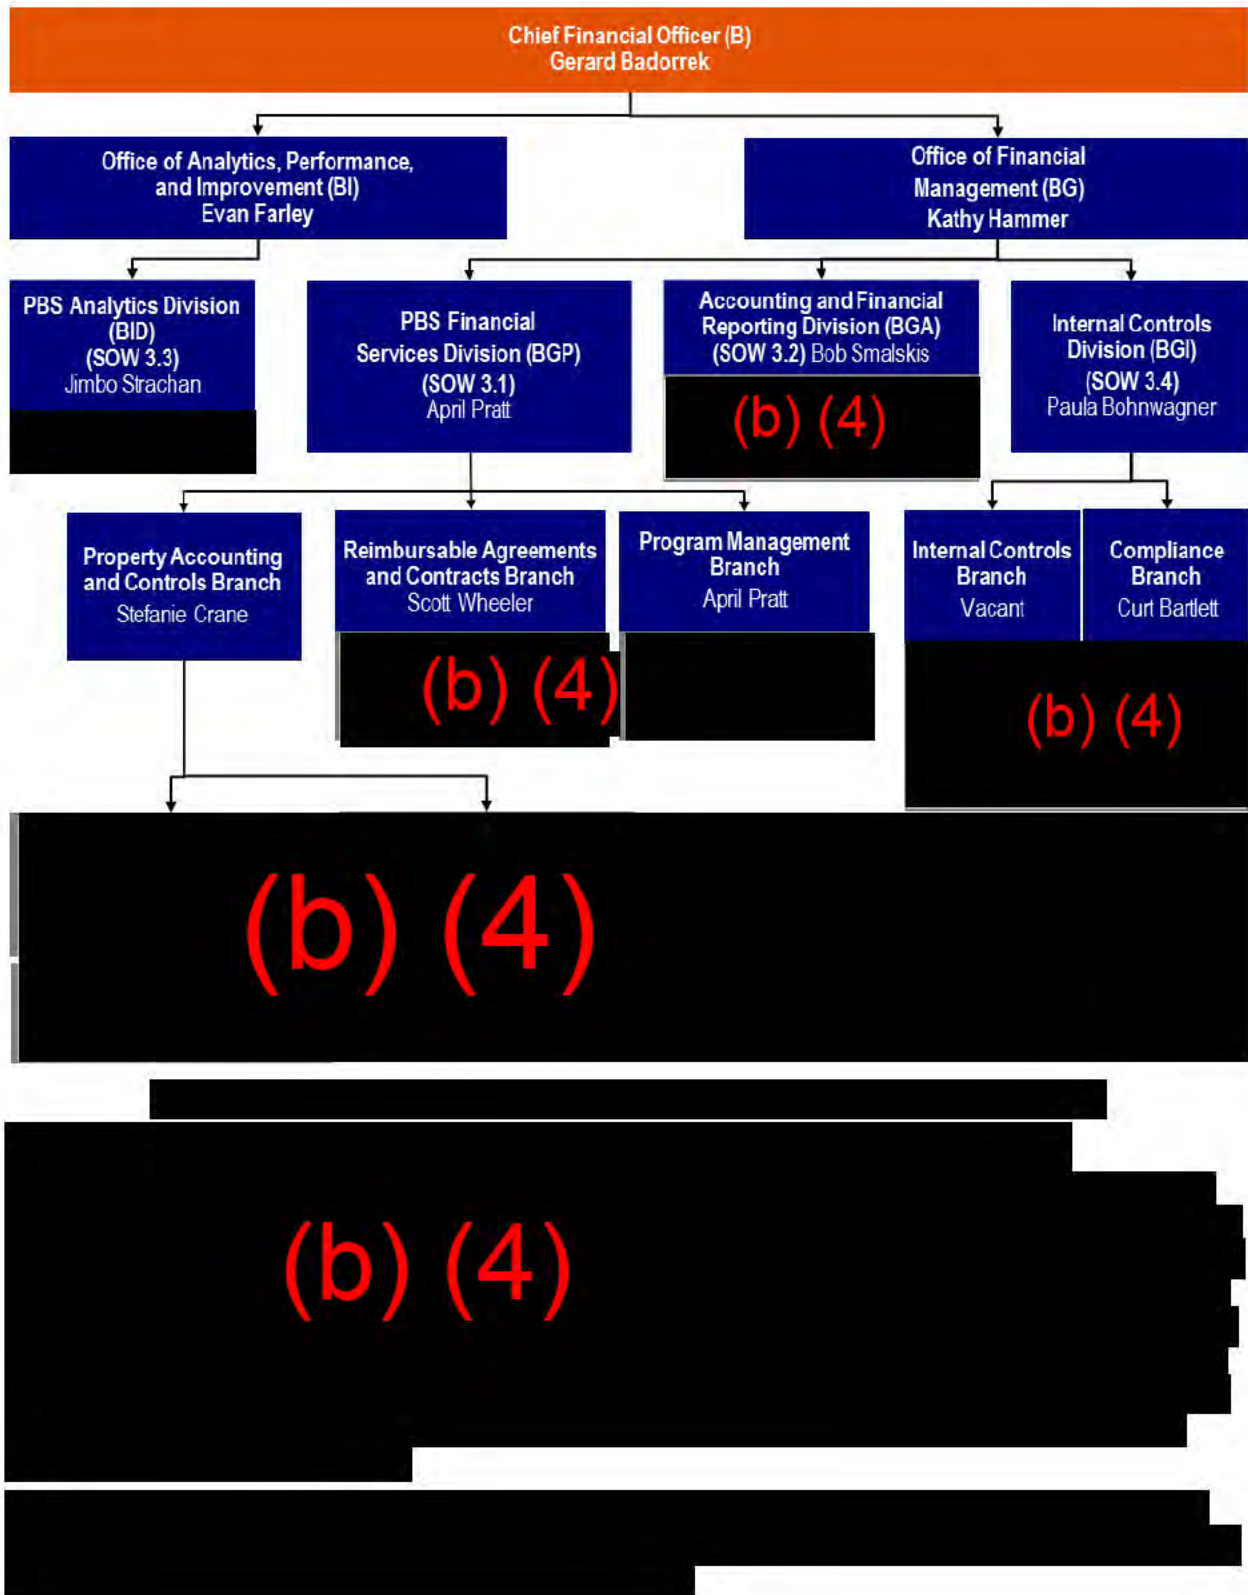 Chief Financial Officer (B)
Gerard Badorrek
Office of Analytics, Performance,
and Improvement (BI)
Evan Farley
Office of Financial
Management (BG)
Kathy Hammer
PBS Analytics Division
(BID)
(SOW 3.3)
Jimbo Strachan
PBS Financial
Services Division (BGP)
(SOW 3.1)
April Pratt
Accounting and Financial
Reporting Division (BGA)
(SOW 3.2) Bob Smalskis
(b) (4)
Internal Controls
Division (BGI)
(SOW 3.4)
Paula Bohnwagner
Property Accounting
and Controls Branch
Stefanie Crane
Reimbursable Agreements
and Contracts Branch
Scott Wheeler
(b) (4)
Program Management
Branch
April Pratt
Internal Controls
Branch
Vacant
Compliance
Branch
Curt Bartlett
(b) (4)
(b) (4)
(b) (4)